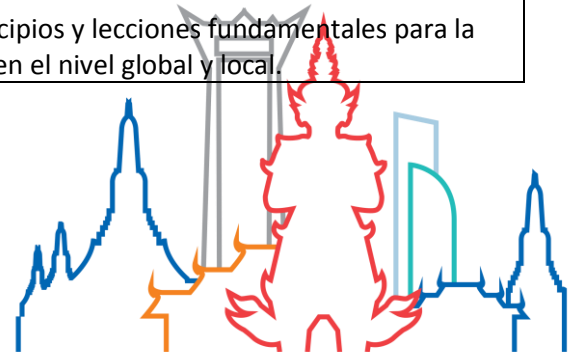 cipios y lecciones fundamentales para la
en el nivel global y local.